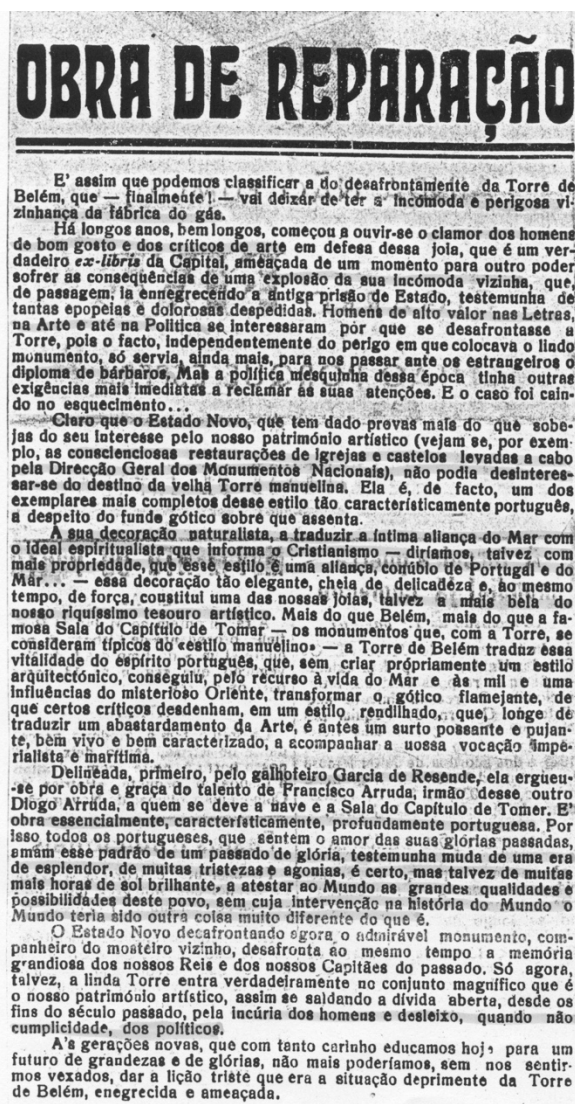 OBRA DE REPARAÇÃO
E' assim que podemos classificar a do desafrontamento da Torre de
Belém, que — finalmente! — vai deixar de ter a incómoda e perigosa vi-
zinhança da fábrica do gás.
Há longos anos, bem longos, começou a ouvir-se o clamor dos homens
de bom gosto e dos críticos de arte em defesa dessa joia, que é um ver-
dadeiro ex-libris da Capital, ameaçada de um momento para outro poder
sofrer as consequências de uma explosão da sua incómoda vizinha, que,
de passagem, ia ennegrecendo a antiga prisão de Estado, testemunha de
tantas epopeias e dolorosas despedidas. Homens de alto válor nas Letras,
na Arte e até na Politica se interessaram por que se desafrontasse a
Torre, pois o facto, independentemente do perigo em que colocava o lindo
monumento, só servia, ainda mais, para nos passar ante os estrangeiros o
diploma de bárbaros. Mas a política mesquinha dessa época tinha outras
exigências mais imediatas a reclamar as suas atenções. E o caso foi cain-
do no esquecimento...
Claro que o Estado Novo, que tem dado provas mais do que sobe-
jas do seu interesse pelo nosso património artístico (vejam se, por exem-
plo, as conscienciosas restaurações de igrejas e castelos levadas a cabo
pela Direcção Geral dos Monumentos Nacionais), não podia desinteres-
sar-se do destino da velha Torre manuelina. Ela é, de facto, um dos
exemplares mais completos desse estilo tão característicamente português,
a despeito do fundo gótico sobre que assenta.
A sua decoração naturalista, a traduzir a íntima aliança do Mar com
o ideal espiritualista que informa o Cristianismo — diríamos, talvez com
mais propriedade, que esse estilo é uma aliança, conúbio de Portugal e do
Mar... — essa decoração tão elegante, cheia de delicadeza e, ao mesmo
tempo, de força, constitui uma das nossas joias, talvez a mais bela do
nosso riquíssimo tesouro artístico. Mais do que Belém, mais do que a fa-
mosa Sala do Capítulo de Tomar — os monumentos que, com a Torre, se
consideram típicos do «estilo manuelino» — a Torre de Belém traduz essa
vitalidade do espírito português, que, sem criar própriamente um estilo
arquitectónico, conseguiu, pelo recurso à vida do Mar e às mil e uma
influências do misterioso Oriente, transformar o gótico flamejante, de
que certos críticos desdenham, em um estilo rendilhado, que, longe de
traduzir um abastardamento da Arte, é antes um surto possante e pujan-
te, bem vivo e bem caracterizado, a acompanhar a uossa vocação impe-
rialista e marítima.
Delineada, primeiro, pelo galhofeiro Garcia de Resende, ela ergueu-
-se por obra e graça do talento de Francisco Arruda, irmão desse outro
Diogo Arruda, a quem se deve a nave e a Sala do Capítulo de Tomer. E'
obra essencialmente, característicamente, profundamente portuguesa. Por
isso todos os portugueses, que sentem o amor das suas glórias passadas,
amam esse padrão de um passado de glória, testemunha muda de uma era
de esplendor, de muitas tristezas e agonias, é certo, mas talvez de muitas
mais horas de sol brilhante, a atestar ao Mundo as grandes qualidades e
possibilidades deste povo, sem cuja intervenção na história do Mundo o
Mundo teria sido outra coisa muito diferente do que é.
O Estado Novo decafrontando egora o admirável monumento, com-
panheiro do mosteiro vizinho, desafronta ao mesmo tempo a memória
grandiosa dos nossos Reis e dos nossos Capitães do passado. Só agora,
talvez, a linda Torre entra verdadeiramente no conjunto magnífico que é
o nosso património artístico, assim se saldando a dívida aberta, desde os
fins do século passado, pela incúria dos homens e desleixo, quando não
cumplicidade, dos políticos.
A's gerações novas, que com tanto carinho educamos hoje para um
futuro de grandezas e de glórias, não mais poderíamos, sem nos sentir-
mos vexados, dar a lição triste que era a situação deprimente da Torre
de Belém, enegrecida e ameaçada.